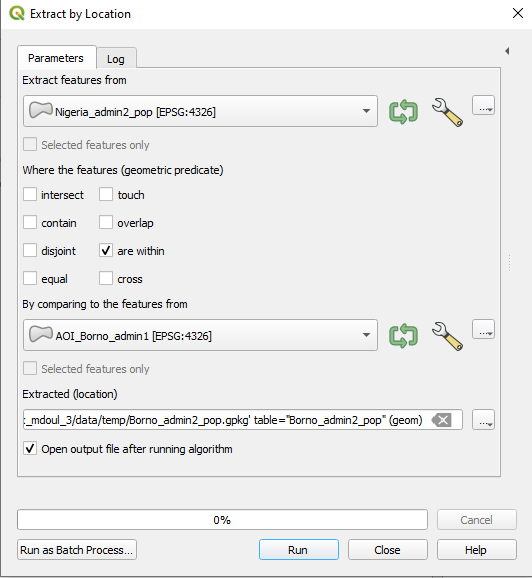 Extract by Location
Parameters Log
Extract features from
Nigeria_admin2_pop [EPSG:4326]
...
Selected features only
Where the features (geometric predicate)
intersect touch
contain overlap
disjoint are within
equal cross
By comparing to the features from
AOI_Borno_admin1 [EPSG:4326]
...
Selected features only
Extracted (location)
:_mdoul_3/data/temp/Borno_admin2_pop.gpkg' table="Borno_admin2_pop" (geom)
...
Open output file after running algorithm
0% Cancel
Run as Batch Process... Run Close Help